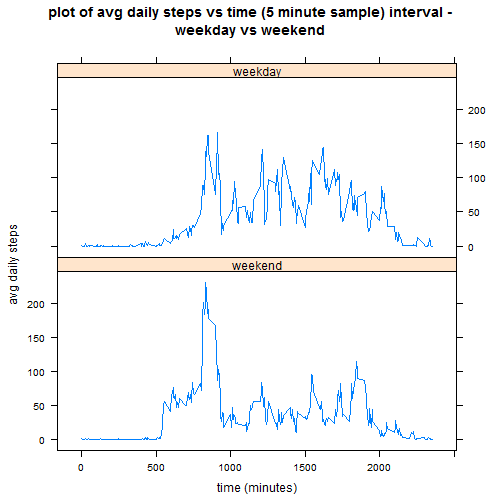 plot of avg daily steps vs time (5 minute sample) interval -
weekday vs weekend
weekday
200
150
100
50
0
weekend
200
150
100
50
0
avg daily steps
0 500 1000 1500 2000
time (minutes)